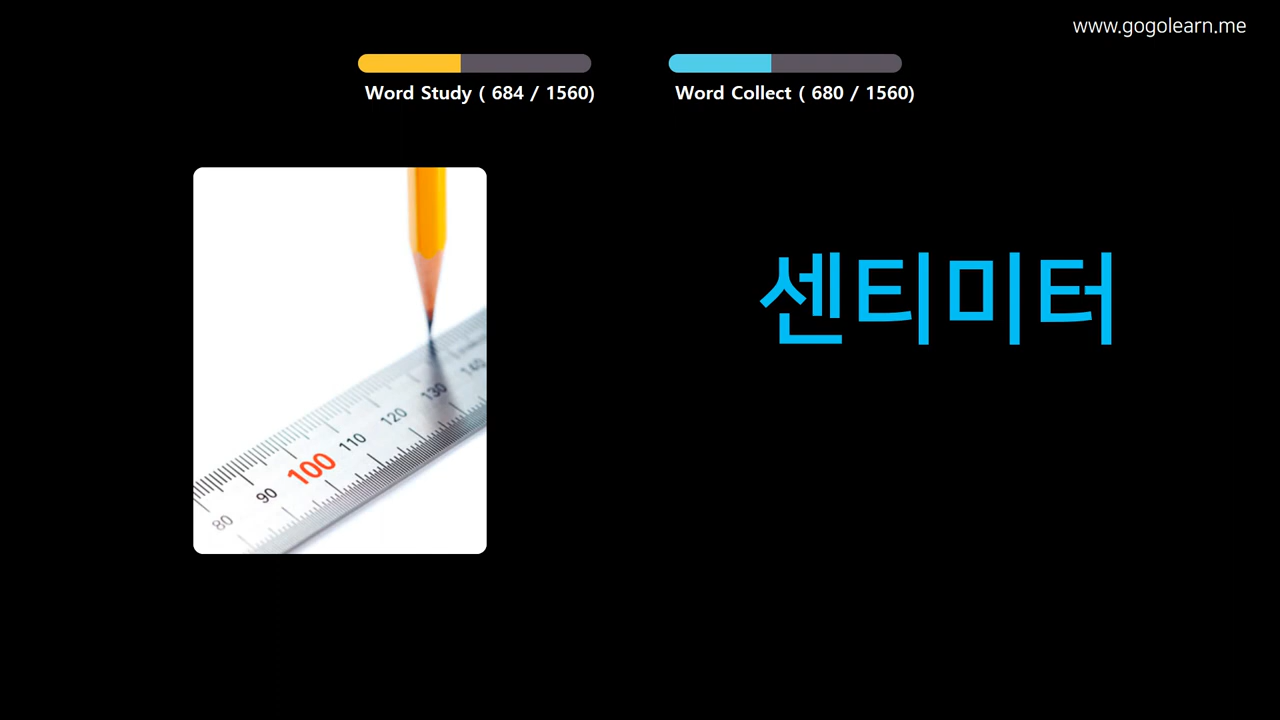 www.gogolearn.me
Word Study ( 684 / 1560)
Word Collect ( 680 / 1560)
센티미터
80
90
100
110
120
130
140